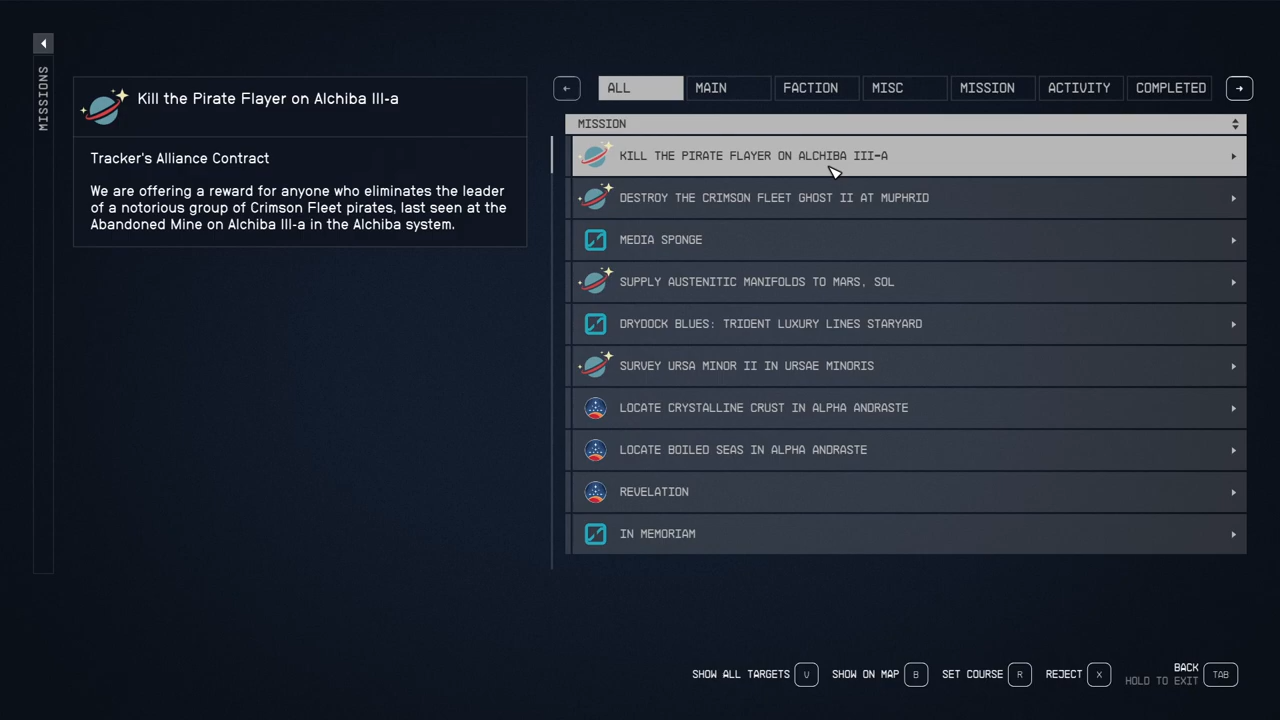 MISSIONS
Kill the Pirate Flayer on Alchiba III-a
Tracker's Alliance Contract
We are offering a reward for anyone who eliminates the leader
of a notorious group of Crimson Fleet pirates, last seen at the
Abandoned Mine on Alchiba III-a in the Alchiba system.
ALL MAIN FACTION MISC MISSION ACTIVITY COMPLETED
MISSION
KILL THE PIRATE FLAYER ON ALCHIBA III-A
DESTROY THE CRIMSON FLEET GHOST II AT MUPHRID
MEDIA SPONGE
SUPPLY AUSTENITIC MANIFOLDS TO MARS, SOL
DRYDOCK BLUES: TRIDENT LUXURY LINES STARYARD
SURVEY URSA MINOR II IN URSAE MINORIS
LOCATE CRYSTALLINE CRUST IN ALPHA ANDRASTE
LOCATE BOILED SEAS IN ALPHA ANDRASTE
REVELATION
IN MEMORIAM
SHOW ALL TARGETS V SHOW ON MAP B SET COURSE R REJECT X BACK TAB
HOLD TO EXIT